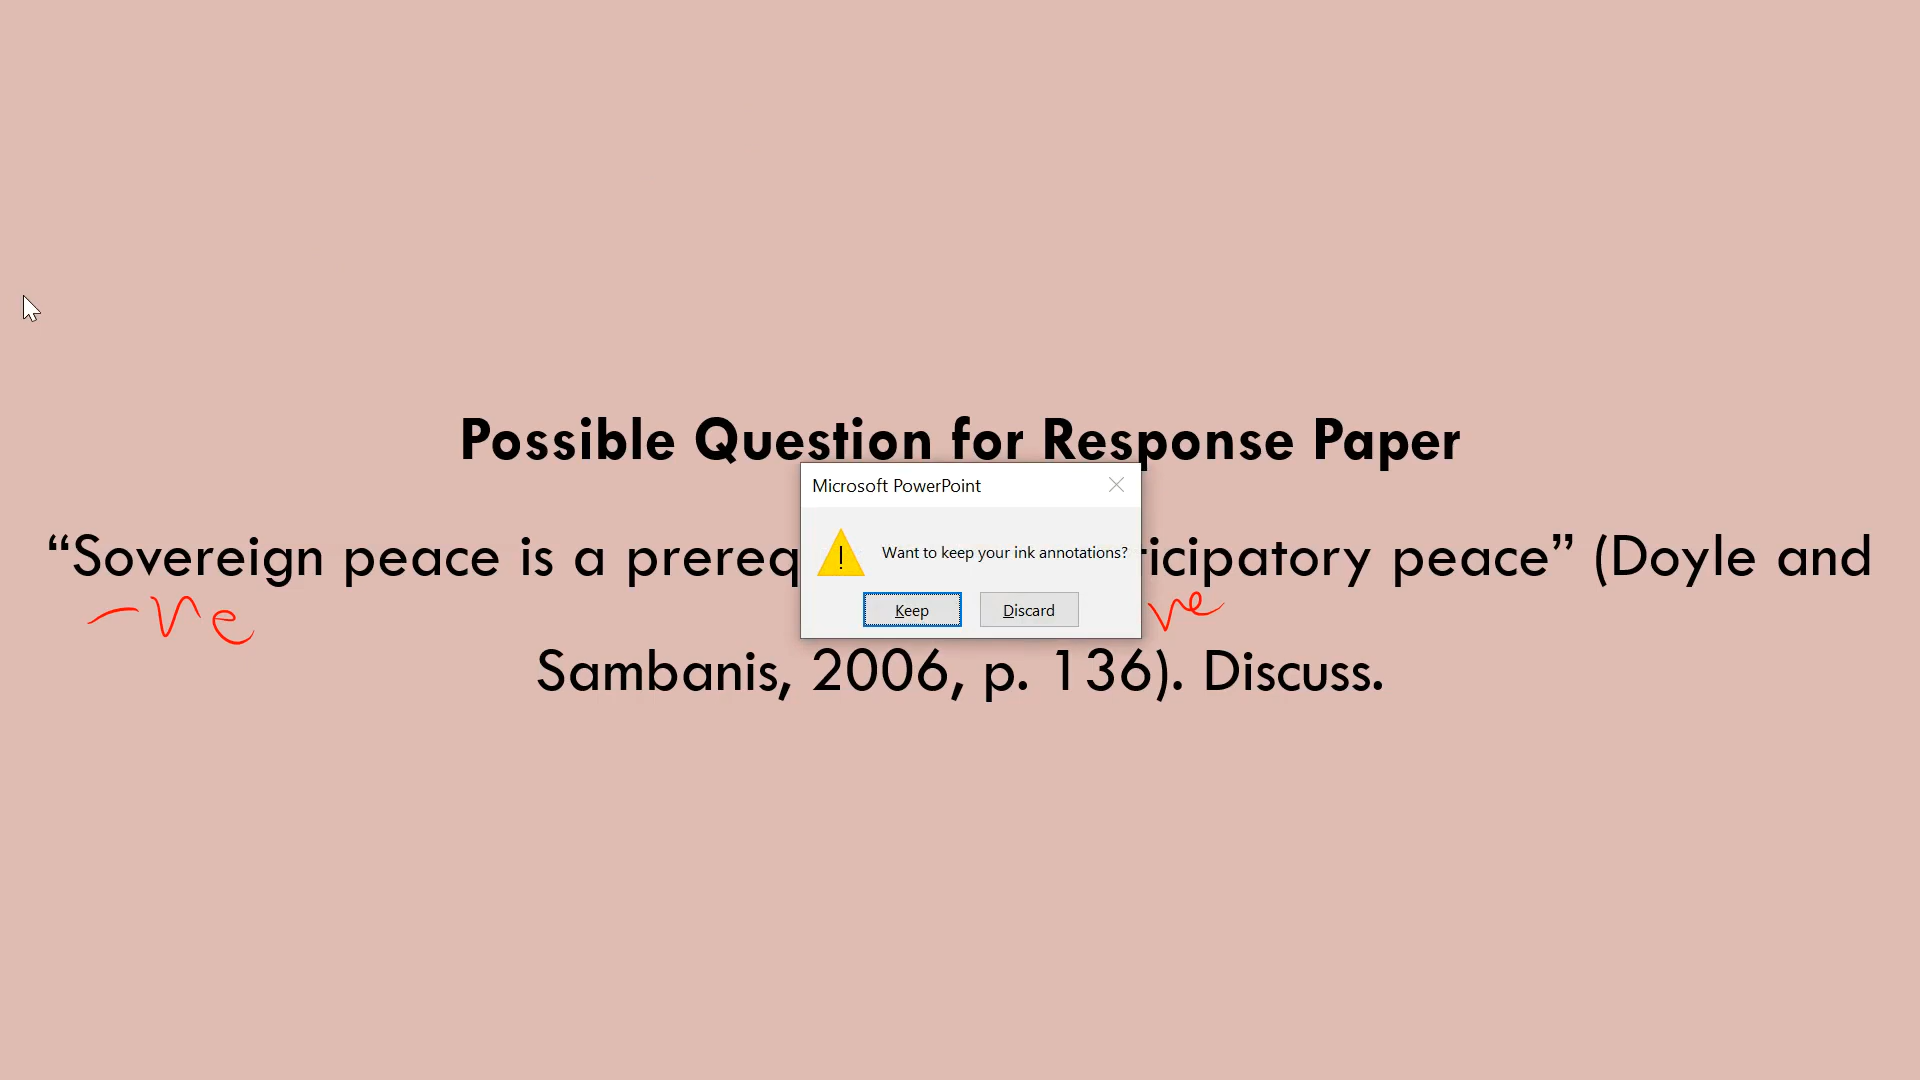 Possible Question for Response Paper
Microsoft PowerPoint
Want to keep your ink annotations?
Keep Discard
“Sovereign peace is a prereq ticipatory peace” (Doyle and
-ve ve
Sambanis, 2006, p. 136). Discuss.